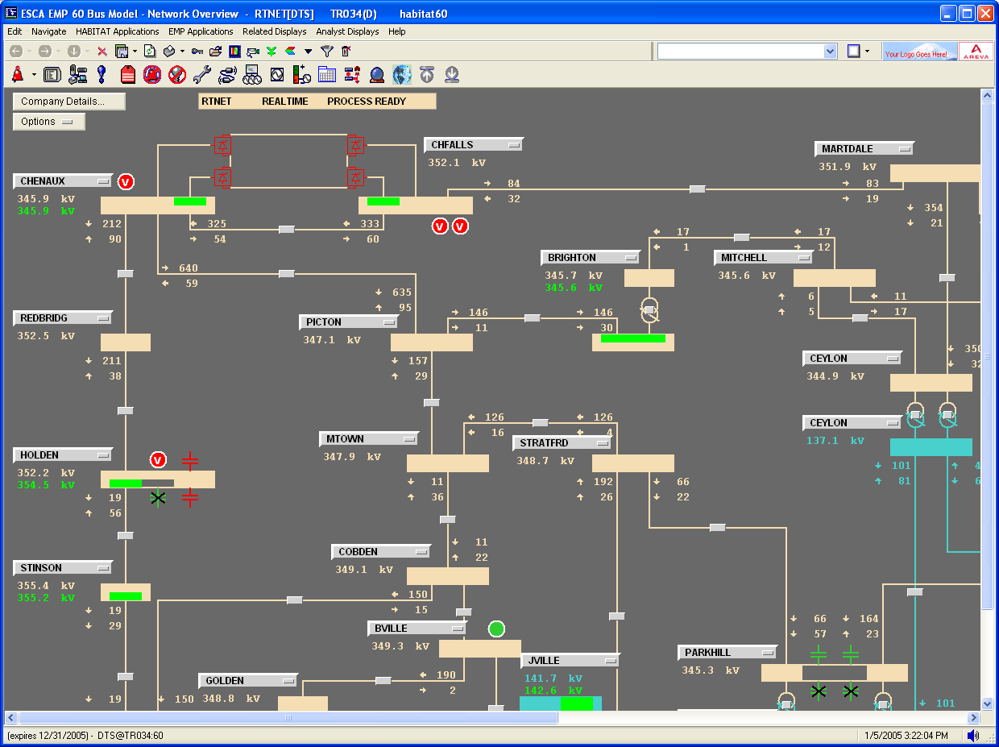 ESCA EMP 60 Bus Model - Network Overview - RTNET[DTS] TR034(D) habitat60
Edit Navigate HABITAT Applications EMP Applications Related Displays Analyst Displays Help
Your Logo Goes Here!
AREVA
Company Details...
RTNET REALTIME PROCESS READY
Options
CHFALLS
352.1 kV
MARTDALE
351.9 kV
CHENAUX
345.9 kV
345.9 kV
84
32
83
19
354
21
212
90
325
54
333
60
17
1
17
12
640
59
BRIGHTON
345.7 kV
345.6 kV
MITCHELL
345.6 kV
635
95
6
5
11
17
REDBRIDG
352.5 kV
PICTON
347.1 kV
146
11
146
30
211
38
157
29
CEYLON
344.9 kV
350
32
126
16
126
4
CEYLON
137.1 kV
MTOWN
347.9 kV
STRATFRD
348.7 kV
HOLDEN
352.2 kV
354.5 kV
101
81
4
6
19
56
11
36
192
26
66
22
COBDEN
349.1 kV
11
22
STINSON
355.4 kV
355.2 kV
150
15
19
29
BVILLE
349.3 kV
66
57
164
23
JVILLE
141.7 kV
142.6 kV
PARKHILL
345.3 kV
GOLDEN
348.8 kV
190
2
19
150
101
(expires 12/31/2005) - DTS@TR034:60
1/5/2005 3:22:04 PM